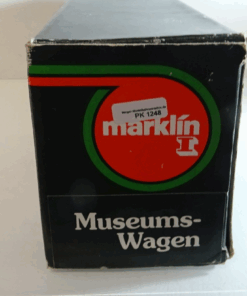 PK 1248
märklin
I
Museums-
Wagen